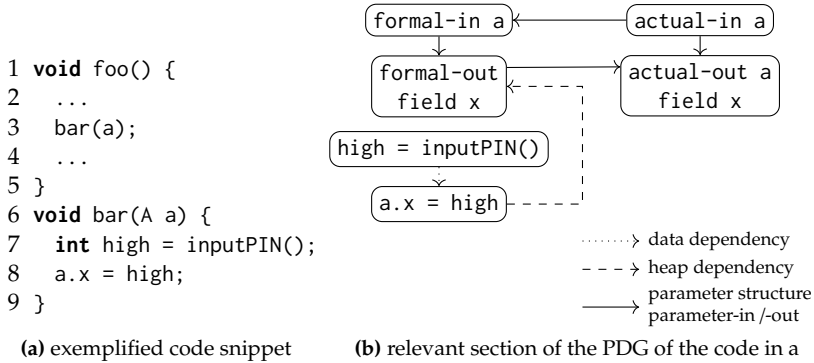 1 void foo() {
2 ...
3 bar(a);
4 ...
5 }
6 void bar(A a) {
7 int high = inputPIN();
8 a.x = high;
9 }
(a) exemplified code snippet
formal-in a
actual-in a
formal-out
field x
actual-out a
field x
high = inputPIN()
a.x = high
data dependency
heap dependency
parameter structure
parameter-in /-out
(b) relevant section of the PDG of the code in a